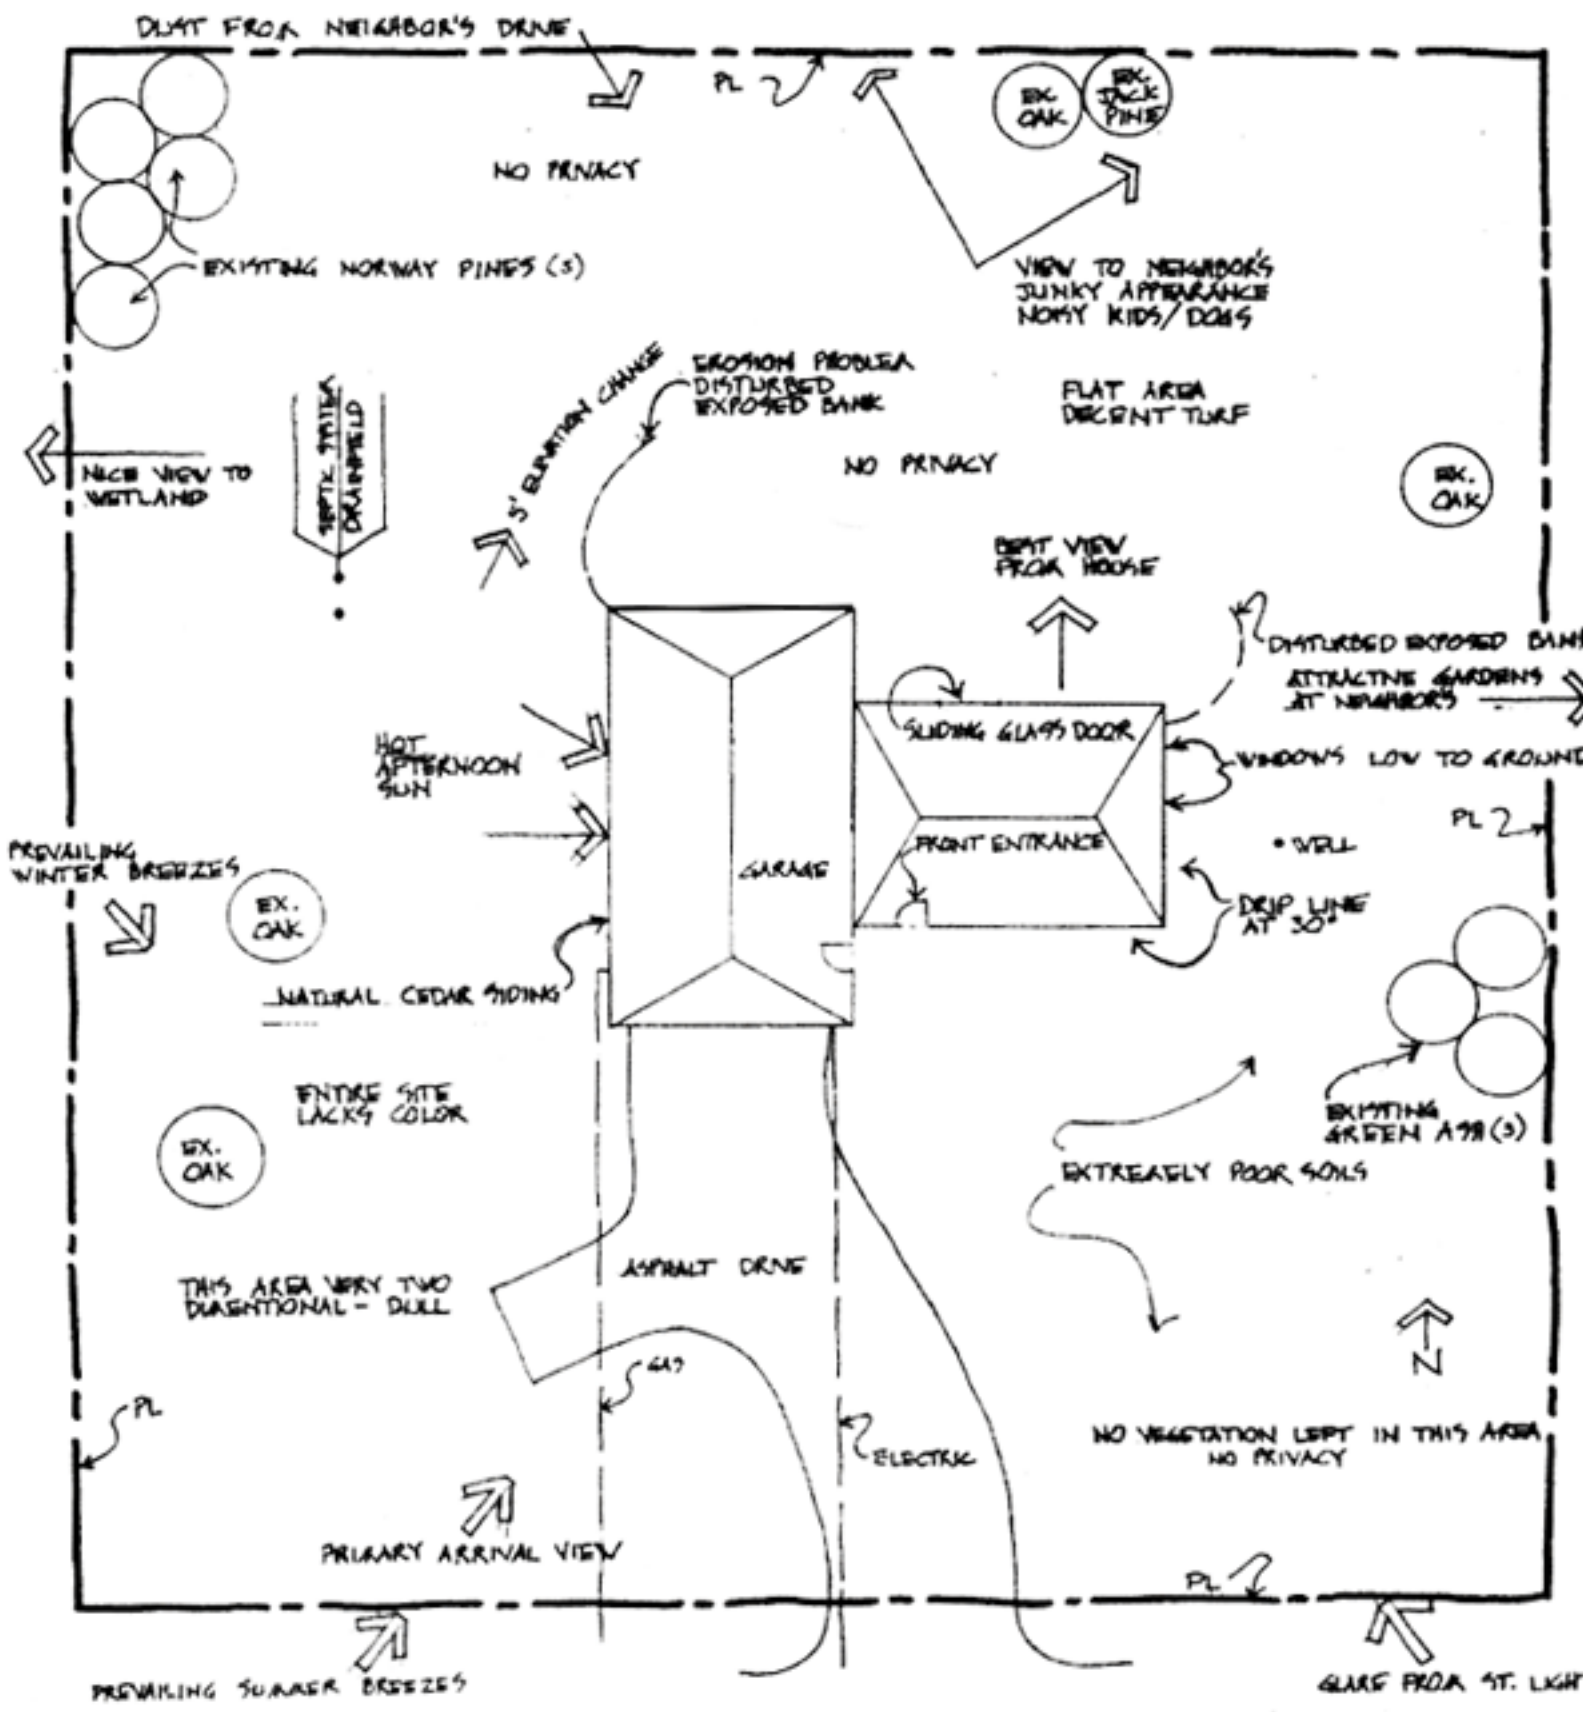 DUST FROM NEIGHBOR'S DRIVE
PL
EX.
OAK
EX.
JACK
PINE
NO PRIVACY
EXISTING NORWAY PINES (5)
VIEW TO NEIGHBOR'S
JUNKY APPEARANCE
NOISY KIDS/DOGS
5' ELEVATION CHANGE
EROSION PROBLEM
DISTURBED
EXPOSED BANK
FLAT AREA
DECENT TURF
NO PRIVACY
NICE VIEW TO
WETLAND
SEPTIC SYSTEM
DRAINFIELD
EX.
OAK
BEST VIEW
FROM HOUSE
DISTURBED EXPOSED BANK
ATTRACTIVE GARDENS
AT NEIGHBOR'S
SLIDING GLASS DOOR
HOT
AFTERNOON
SUN
WINDOWS LOW TO GROUND
PL
PREVAILING
WINTER BREEZES
FRONT ENTRANCE
WELL
GARAGE
EX.
OAK
DRIP LINE
AT 30"
NATURAL CEDAR SIDING
ENTIRE SITE
LACKS COLOR
EXISTING
GREEN ASH (3)
EX.
OAK
EXTREMELY POOR SOILS
THIS AREA VERY TWO
DIMENTIONAL - DULL
ASPHALT DRIVE
N
GAS
PL
NO VEGETATION LEFT IN THIS AREA
NO PRIVACY
ELECTRIC
PRIMARY ARRIVAL VIEW
PL
PREVAILING SUMMER BREEZES
GLARE FROM ST. LIGH